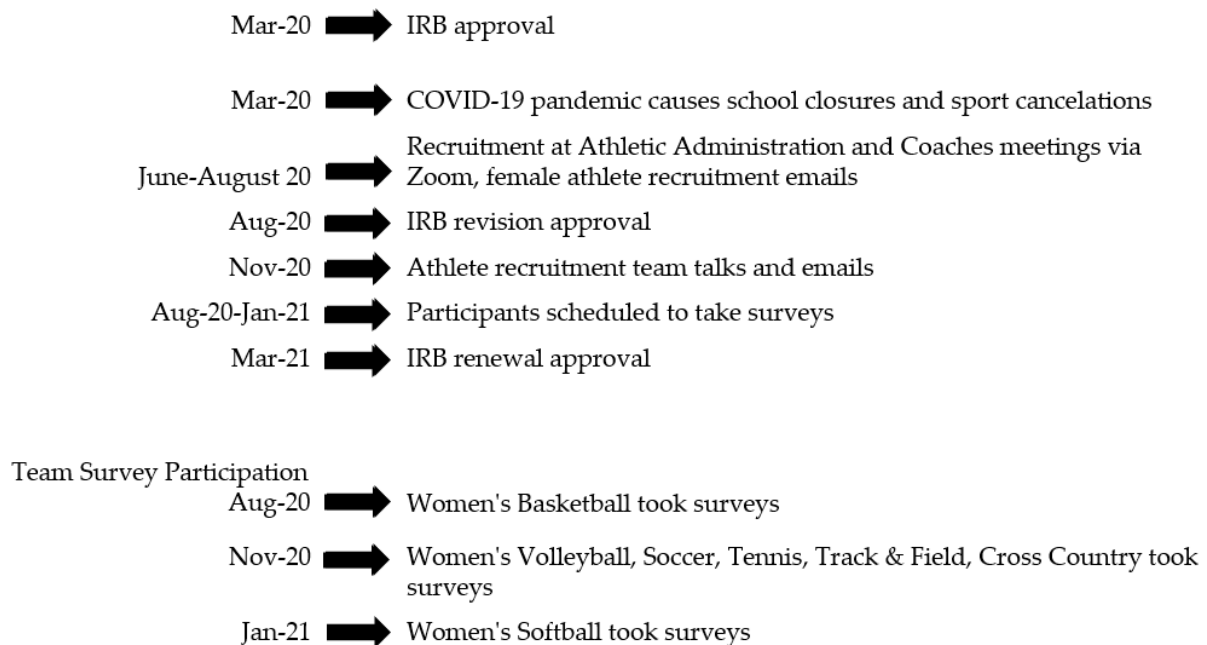 Mar-20 IRB approval
Mar-20 COVID-19 pandemic causes school closures and sport cancelations
Recruitment at Athletic Administration and Coaches meetings via
June-August 20 Zoom, female athlete recruitment emails
Aug-20 IRB revision approval
Nov-20 Athlete recruitment team talks and emails
Aug-20-Jan-21 Participants scheduled to take surveys
Mar-21 IRB renewal approval
Team Survey Participation
Aug-20 Women's Basketball took surveys
Nov-20 Women's Volleyball, Soccer, Tennis, Track & Field, Cross Country took
surveys
Jan-21 Women's Softball took surveys